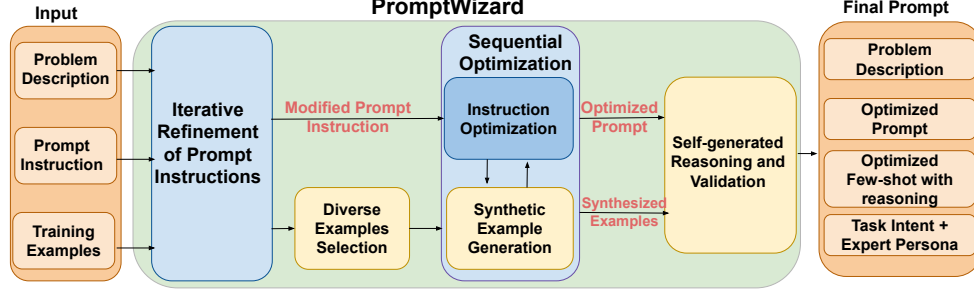 Input
PromptWizard
Final Prompt
Problem
Description
Prompt
Instruction
Training
Examples
Iterative
Refinement
of Prompt
Instructions
Modified Prompt
Instruction
Diverse
Examples
Selection
Sequential
Optimization
Instruction
Optimization
Synthetic
Example
Generation
Optimized
Prompt
Synthesized
Examples
Self-generated
Reasoning and
Validation
Problem
Description
Optimized
Prompt
Optimized
Few-shot with
reasoning
Task Intent +
Expert Persona